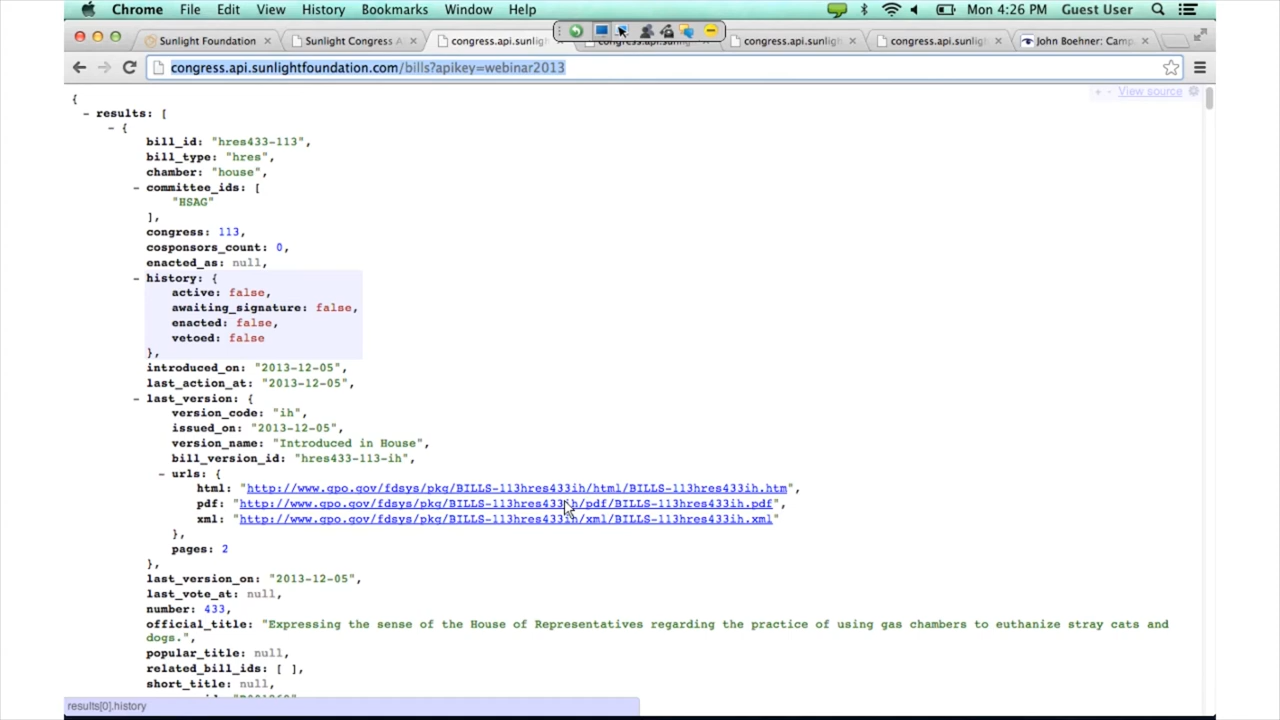 Chrome File Edit View History Bookmarks Window Help Mon 4:26 PM Guest User
Sunlight Foundation Sunlight Congress A congress.api.sunlig congress.api.sunlig congress.api.sunlig congress.api.sunlig John Boehner: Camp
congress.api.sunlightfoundation.com/bills?apikey=webinar2013
+ - View source
{
- results: [
- {
bill_id: "hres433-113",
bill_type: "hres",
chamber: "house",
- committee_ids: [
"HSAG"
],
congress: 113,
cosponsors_count: 0,
enacted_as: null,
- history: {
active: false,
awaiting_signature: false,
enacted: false,
vetoed: false
},
introduced_on: "2013-12-05",
last_action_at: "2013-12-05",
- last_version: {
version_code: "ih",
issued_on: "2013-12-05",
version_name: "Introduced in House",
bill_version_id: "hres433-113-ih",
- urls: {
html: "http://www.gpo.gov/fdsys/pkg/BILLS-113hres433ih/html/BILLS-113hres433ih.htm",
pdf: "http://www.gpo.gov/fdsys/pkg/BILLS-113hres433ih/pdf/BILLS-113hres433ih.pdf",
xml: "http://www.gpo.gov/fdsys/pkg/BILLS-113hres433ih/xml/BILLS-113hres433ih.xml"
},
pages: 2
},
last_version_on: "2013-12-05",
last_vote_at: null,
number: 433,
official_title: "Expressing the sense of the House of Representatives regarding the practice of using gas chambers to euthanize stray cats and
dogs.",
popular_title: null,
related_bill_ids: [ ],
short_title: null,
results[0].history